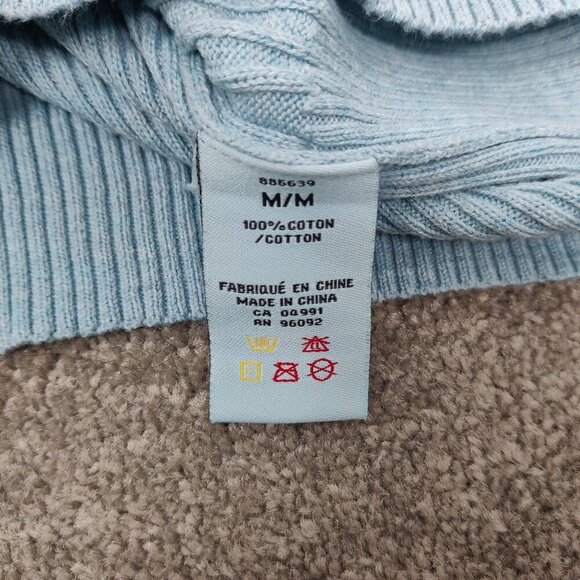 886639
M/M
100% COTON
/COTTON
FABRIQUÉ EN CHINE
MADE IN CHINA
CA 04991
RN 96092